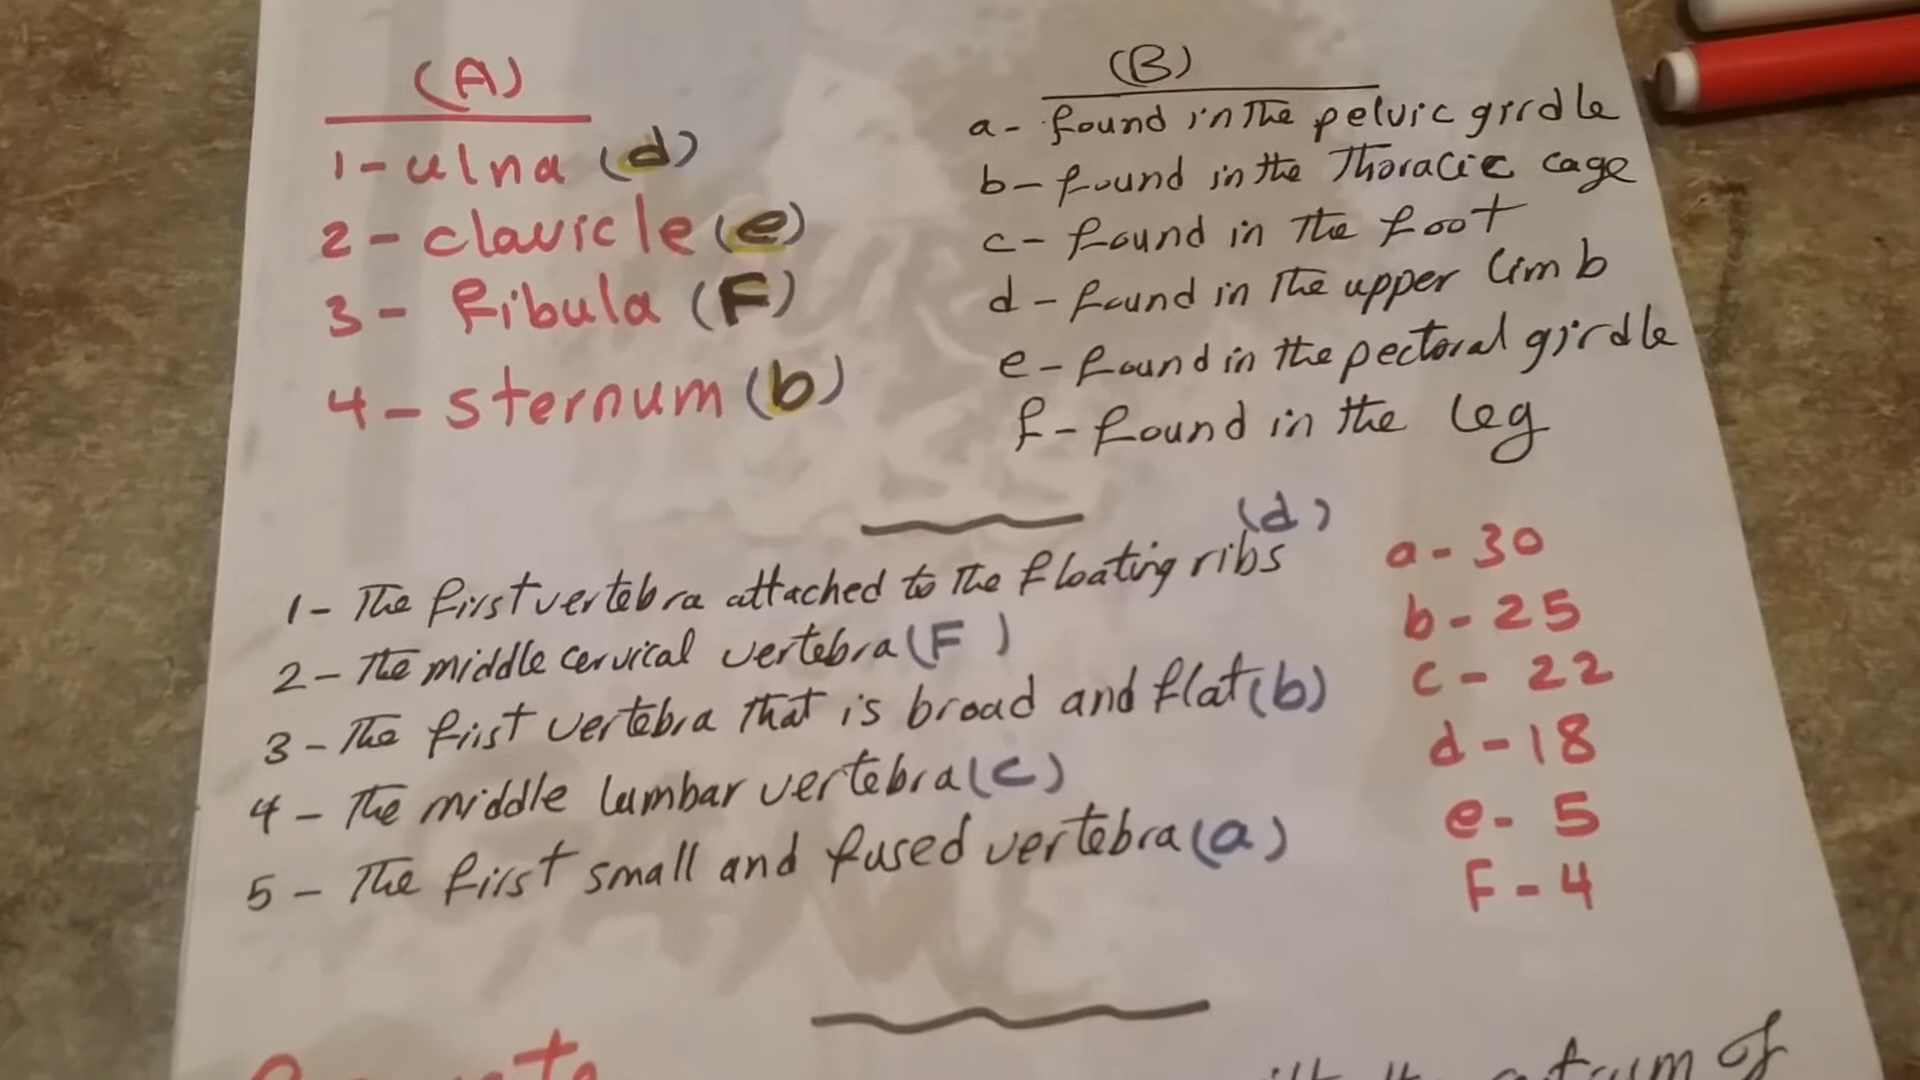 (A)
1 - ulna (d)
2 - clavicle (e)
3 - fibula (F)
4 - sternum (b)
(B)
a - found in the pelvic girdle
b - found in the Thoracic cage
c - found in the foot
d - found in the upper limb
e - found in the pectoral girdle
f - found in the leg
1 - The first vertebra attached to the floating ribs (d)
2 - The middle cervical vertebra (F)
3 - The first vertebra that is broad and flat (b)
4 - The middle lumbar vertebra (c)
5 - The first small and fused vertebra (a)
a - 30
b - 25
c - 22
d - 18
e - 5
F - 4
of